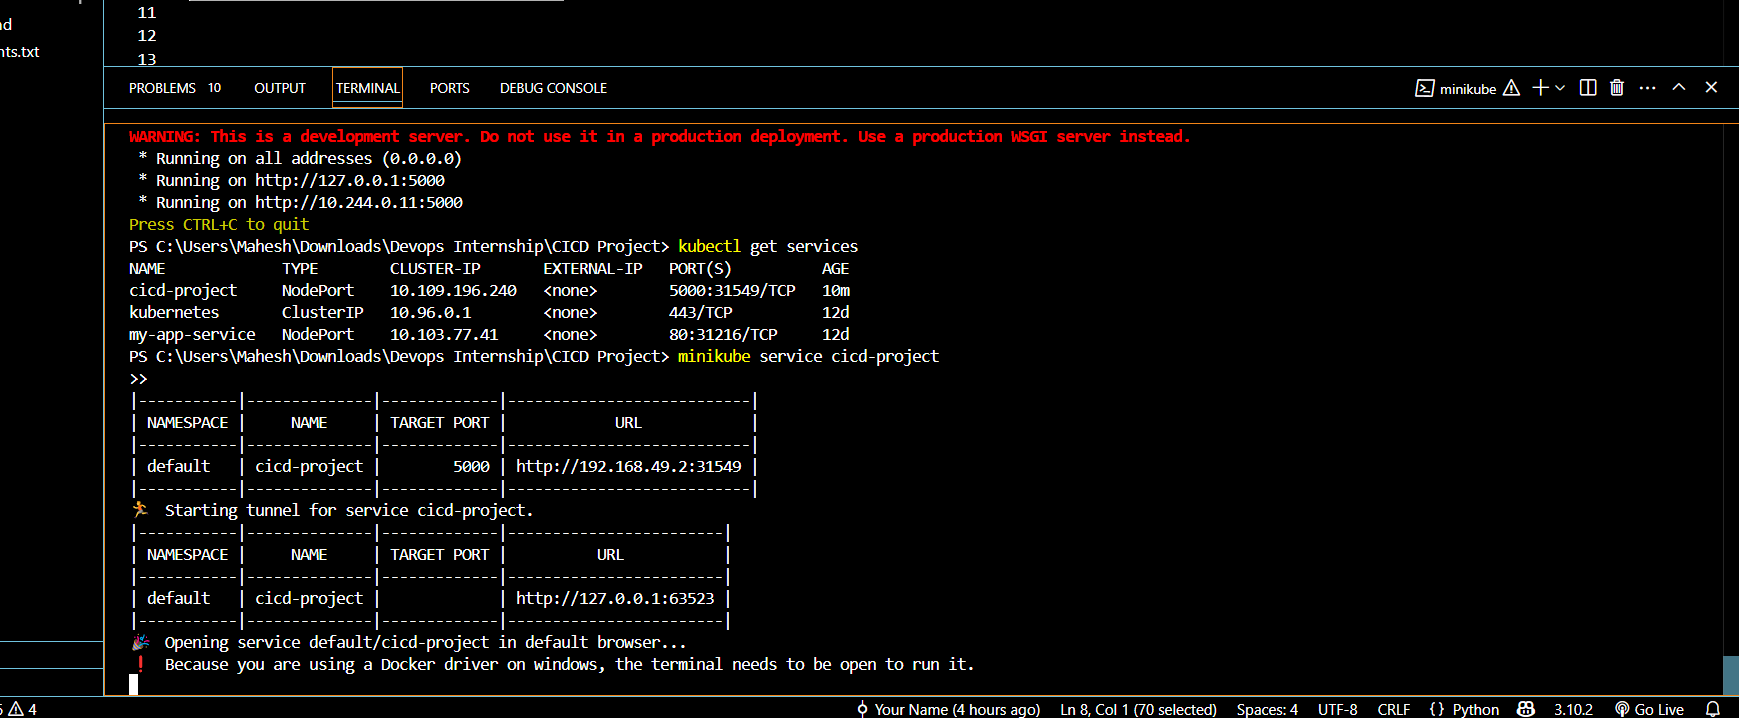 11
12
nts.txt
13
PROBLEMS 10 OUTPUT TERMINAL PORTS DEBUG CONSOLE minikube
WARNING: This is a development server. Do not use it in a production deployment. Use a production WSGI server instead.
* Running on all addresses (0.0.0.0)
* Running on http://127.0.0.1:5000
* Running on http://10.244.0.11:5000
Press CTRL+C to quit
PS C:\Users\Mahesh\Downloads\Devops Internship\CICD Project> kubectl get services
NAME TYPE CLUSTER-IP EXTERNAL-IP PORT(S) AGE
cicd-project NodePort 10.109.196.240 <none> 5000:31549/TCP 10m
kubernetes ClusterIP 10.96.0.1 <none> 443/TCP 12d
my-app-service NodePort 10.103.77.41 <none> 80:31216/TCP 12d
PS C:\Users\Mahesh\Downloads\Devops Internship\CICD Project> minikube service cicd-project
>>
|-----------|--------------|-------------|---------------------------|
| NAMESPACE | NAME | TARGET PORT | URL |
|-----------|--------------|-------------|---------------------------|
| default | cicd-project | 5000 | http://192.168.49.2:31549 |
|-----------|--------------|-------------|---------------------------|
🏃 Starting tunnel for service cicd-project.
|-----------|--------------|-------------|------------------------|
| NAMESPACE | NAME | TARGET PORT | URL |
|-----------|--------------|-------------|------------------------|
| default | cicd-project | | http://127.0.0.1:63523 |
|-----------|--------------|-------------|------------------------|
🎉 Opening service default/cicd-project in default browser...
❗ Because you are using a Docker driver on windows, the terminal needs to be open to run it.
4 Your Name (4 hours ago) Ln 8, Col 1 (70 selected) Spaces: 4 UTF-8 CRLF {} Python 3.10.2 Go Live